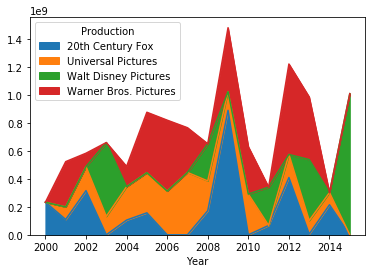 1e9
Production
20th Century Fox
Universal Pictures
Walt Disney Pictures
Warner Bros. Pictures
1.4
1.2
1.0
0.8
0.6
0.4
0.2
0.0
2000 2002 2004 2006 2008 2010 2012 2014
Year